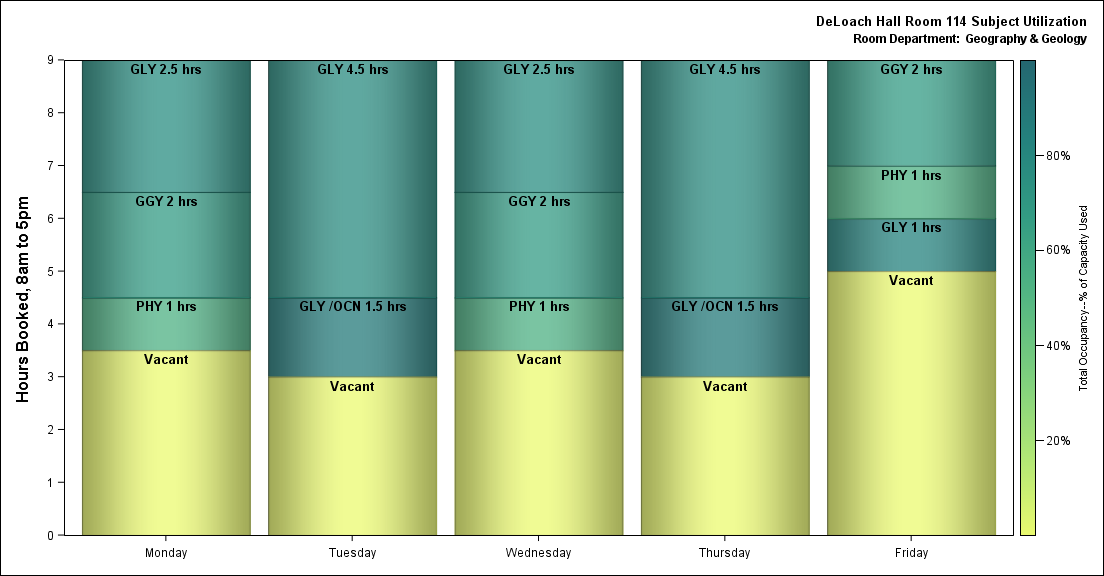 DeLoach Hall Room 114 Subject Utilization
Room Department: Geography & Geology
Hours Booked, 8am to 5pm
9
8
7
6
5
4
3
2
1
0
GLY 2.5 hrs
GGY 2 hrs
PHY 1 hrs
Vacant
GLY 4.5 hrs
GLY /OCN 1.5 hrs
Vacant
GLY 2.5 hrs
GGY 2 hrs
PHY 1 hrs
Vacant
GLY 4.5 hrs
GLY /OCN 1.5 hrs
Vacant
GGY 2 hrs
PHY 1 hrs
GLY 1 hrs
Vacant
Monday
Tuesday
Wednesday
Thursday
Friday
80%
60%
40%
20%
Total Occupancy--% of Capacity Used